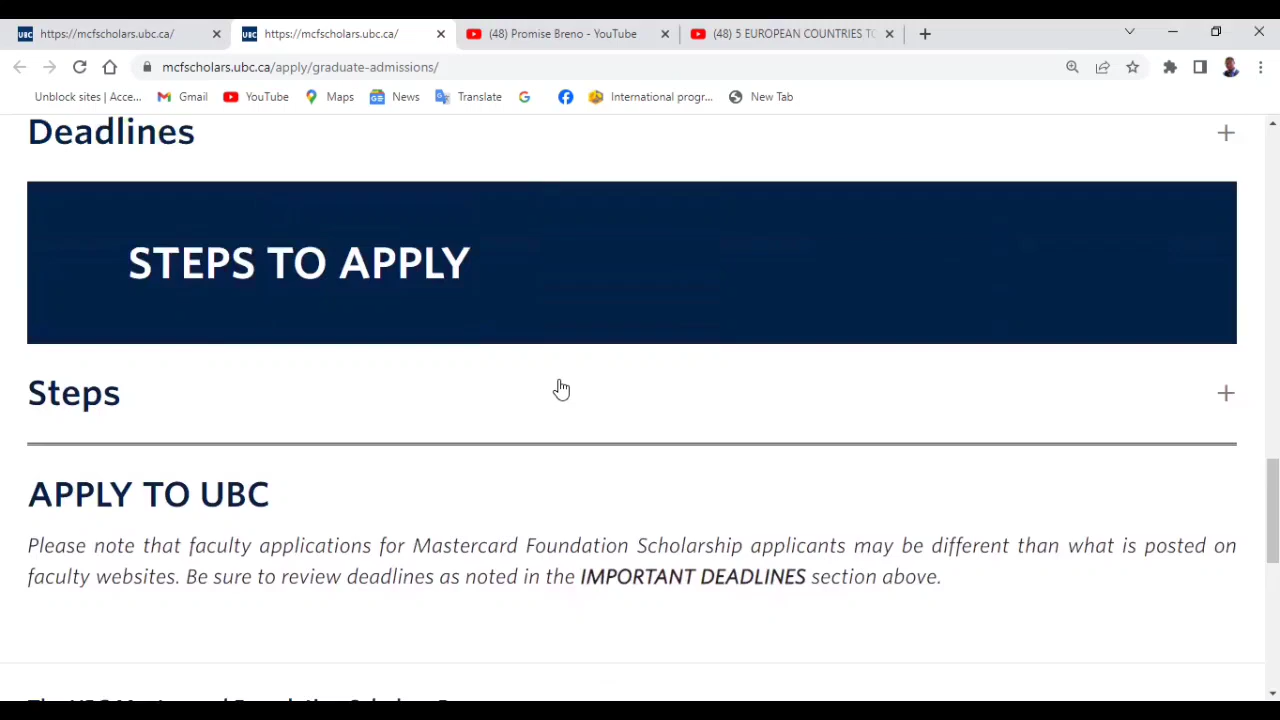 UBC https://mcfscholars.ubc.ca/ UBC https://mcfscholars.ubc.ca/ (48) Promise Breno - YouTube (48) 5 EUROPEAN COUNTRIES TO
mcfscholars.ubc.ca/apply/graduate-admissions/
Unblock sites | Acce... Gmail YouTube Maps News Translate International progr... New Tab
Deadlines
STEPS TO APPLY
Steps
APPLY TO UBC
Please note that faculty applications for Mastercard Foundation Scholarship applicants may be different than what is posted on
faculty websites. Be sure to review deadlines as noted in the IMPORTANT DEADLINES section above.